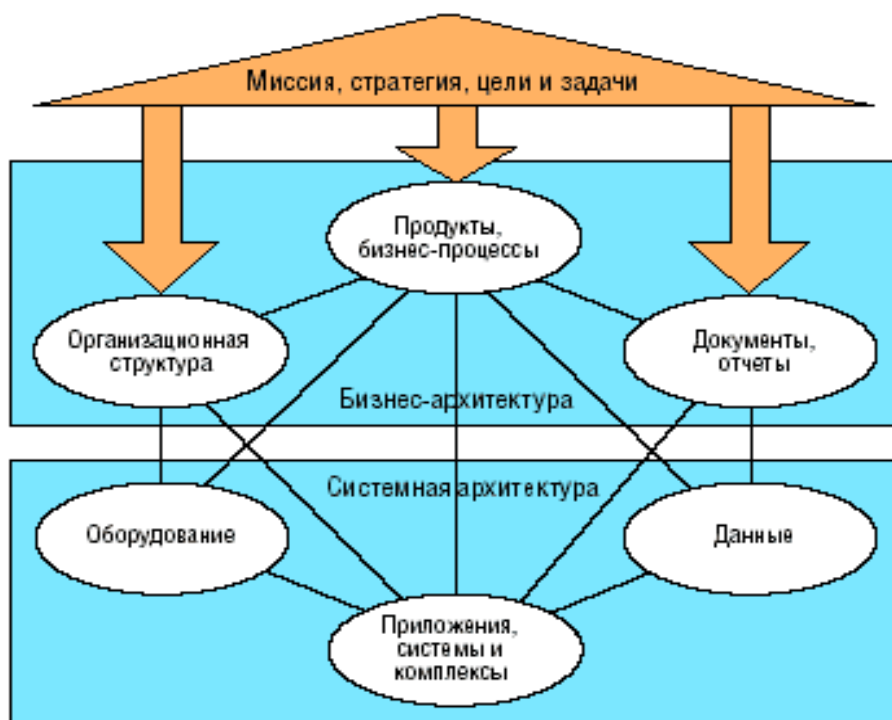 Миссия, стратегия, цели и задачи
Продукты,
бизнес-процессы
Организационная
структура
Документы,
отчеты
Бизнес-архитектура
Системная архитектура
Оборудование
Данные
Приложения,
системы и
комплексы